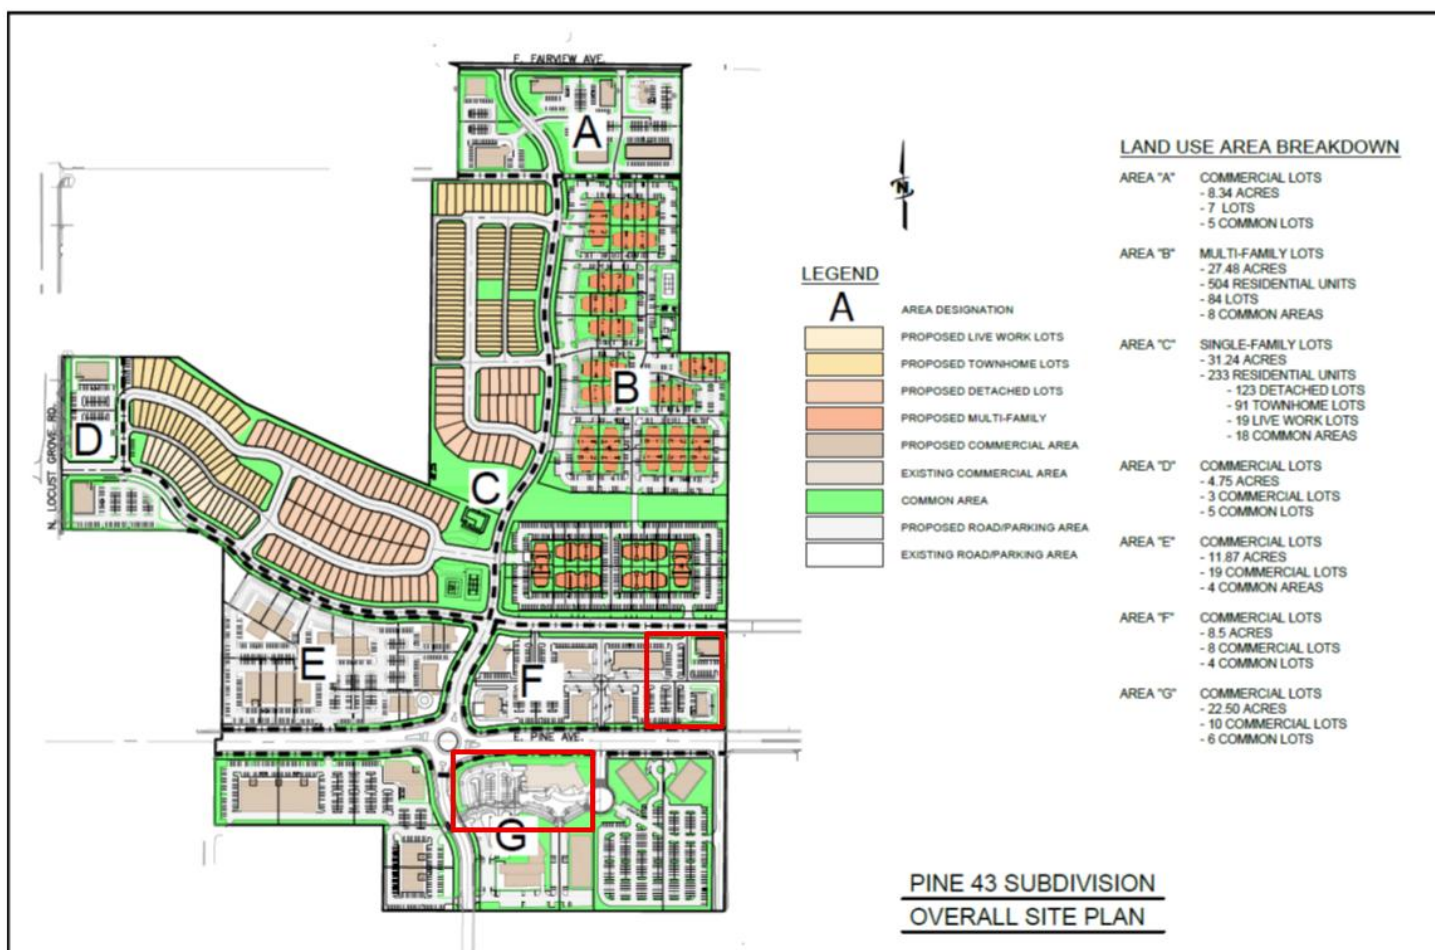 E. FAIRVIEW AVE.
A
B
C
D
E
F
G
N. LOCUST GROVE RD.
E. PINE AVE.
N
LEGEND
A AREA DESIGNATION
PROPOSED LIVE WORK LOTS
PROPOSED TOWNHOME LOTS
PROPOSED DETACHED LOTS
PROPOSED MULTI-FAMILY
PROPOSED COMMERCIAL AREA
EXISTING COMMERCIAL AREA
COMMON AREA
PROPOSED ROAD/PARKING AREA
EXISTING ROAD/PARKING AREA
LAND USE AREA BREAKDOWN
AREA "A" COMMERCIAL LOTS
- 8.34 ACRES
- 7 LOTS
- 5 COMMON LOTS
AREA "B" MULTI-FAMILY LOTS
- 27.48 ACRES
- 504 RESIDENTIAL UNITS
- 84 LOTS
- 8 COMMON AREAS
AREA "C" SINGLE-FAMILY LOTS
- 31.24 ACRES
- 233 RESIDENTIAL UNITS
- 123 DETACHED LOTS
- 91 TOWNHOME LOTS
- 19 LIVE WORK LOTS
- 18 COMMON AREAS
AREA "D" COMMERCIAL LOTS
- 4.75 ACRES
- 3 COMMERCIAL LOTS
- 5 COMMON LOTS
AREA "E" COMMERCIAL LOTS
- 11.87 ACRES
- 19 COMMERCIAL LOTS
- 4 COMMON AREAS
AREA "F" COMMERCIAL LOTS
- 8.5 ACRES
- 8 COMMERCIAL LOTS
- 4 COMMON LOTS
AREA "G" COMMERCIAL LOTS
- 22.50 ACRES
- 10 COMMERCIAL LOTS
- 6 COMMON LOTS
PINE 43 SUBDIVISION
OVERALL SITE PLAN